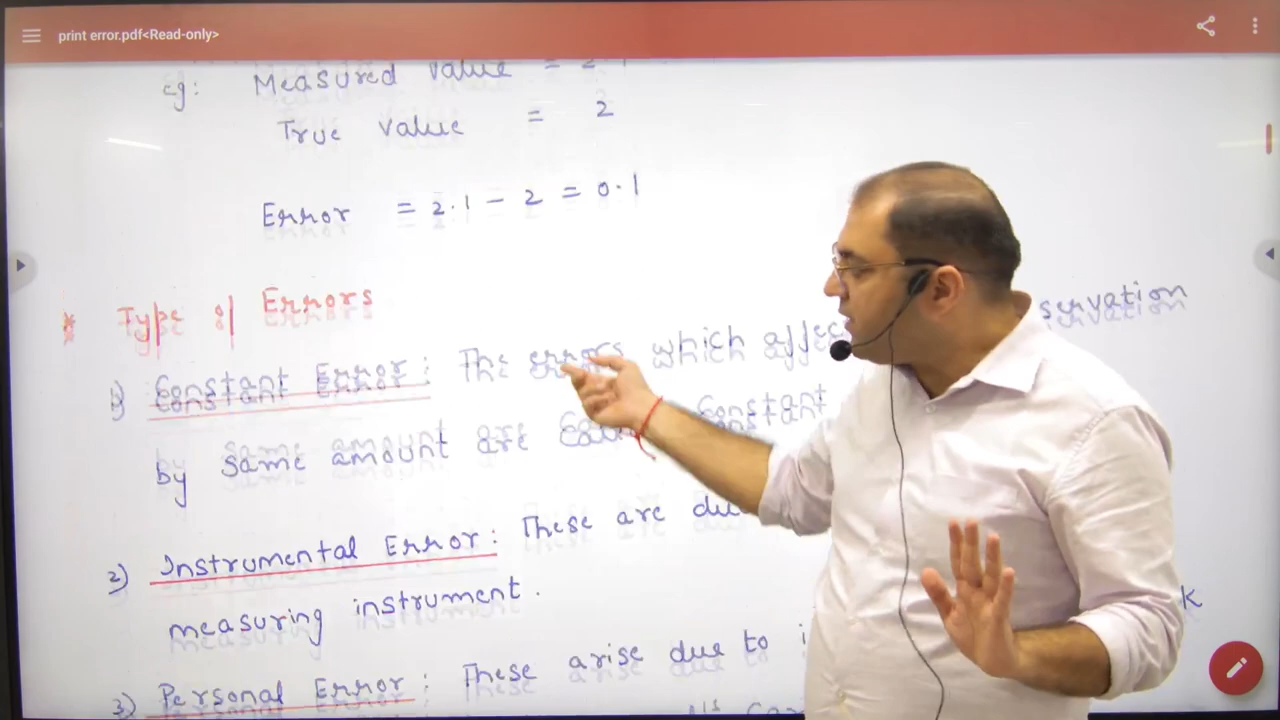 print error.pdf<Read-only>
eg: Measured value =
True value = 2
Error = 2.1 - 2 = 0.1
* Type of Errors
1) Constant Error: The errors which servation
by same amount are Constant
2) Instrumental Error: These are due
measuring instrument.
3) Personal Error: These arise due to